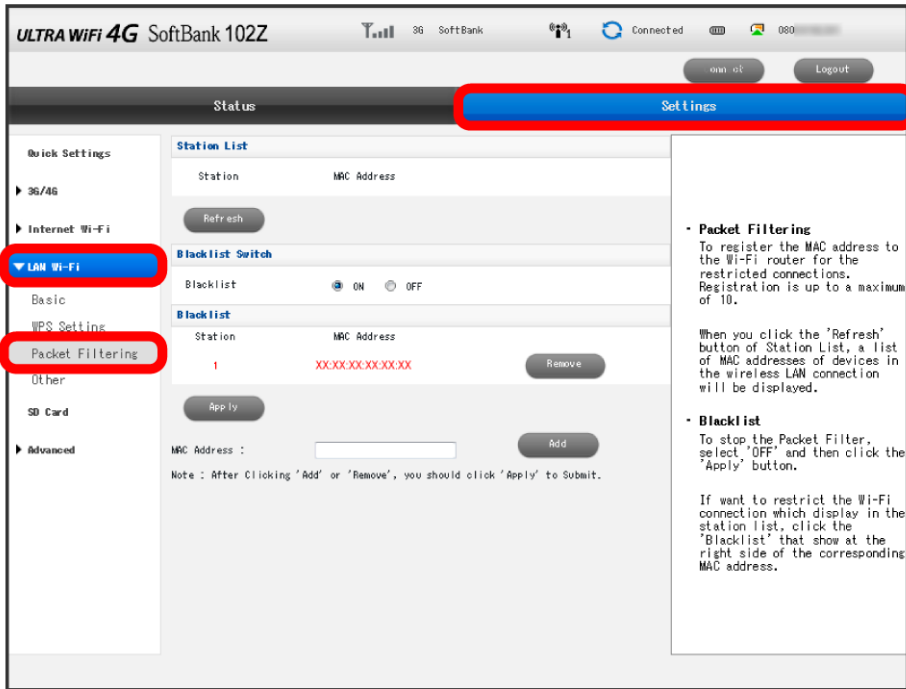 ULTRA WiFi 4G SoftBank 102Z
3G SoftBank
1
Connected
080
Logout
Status
Settings
Quick Settings
3G/4G
Internet Wi-Fi
LAN Wi-Fi
Basic
WPS Setting
Packet Filtering
Other
SD Card
Advanced
Station List
Station MAC Address
Refresh
Blacklist Switch
Blacklist ON OFF
Blacklist
Station MAC Address
1 XX:XX:XX:XX:XX:XX Remove
Apply
MAC Address : Add
Note : After Clicking 'Add' or 'Remove', you should click 'Apply' to Submit.
・Packet Filtering
To register the MAC address to
the Wi-Fi router for the
restricted connections.
Registration is up to a maximum
of 10.
When you click the 'Refresh'
button of Station List, a list
of MAC addresses of devices in
the wireless LAN connection
will be displayed.
・Blacklist
To stop the Packet Filter,
select 'OFF' and then click the
'Apply' button.
If want to restrict the Wi-Fi
connection which display in the
station list, click the
'Blacklist' that show at the
right side of the corresponding
MAC address.